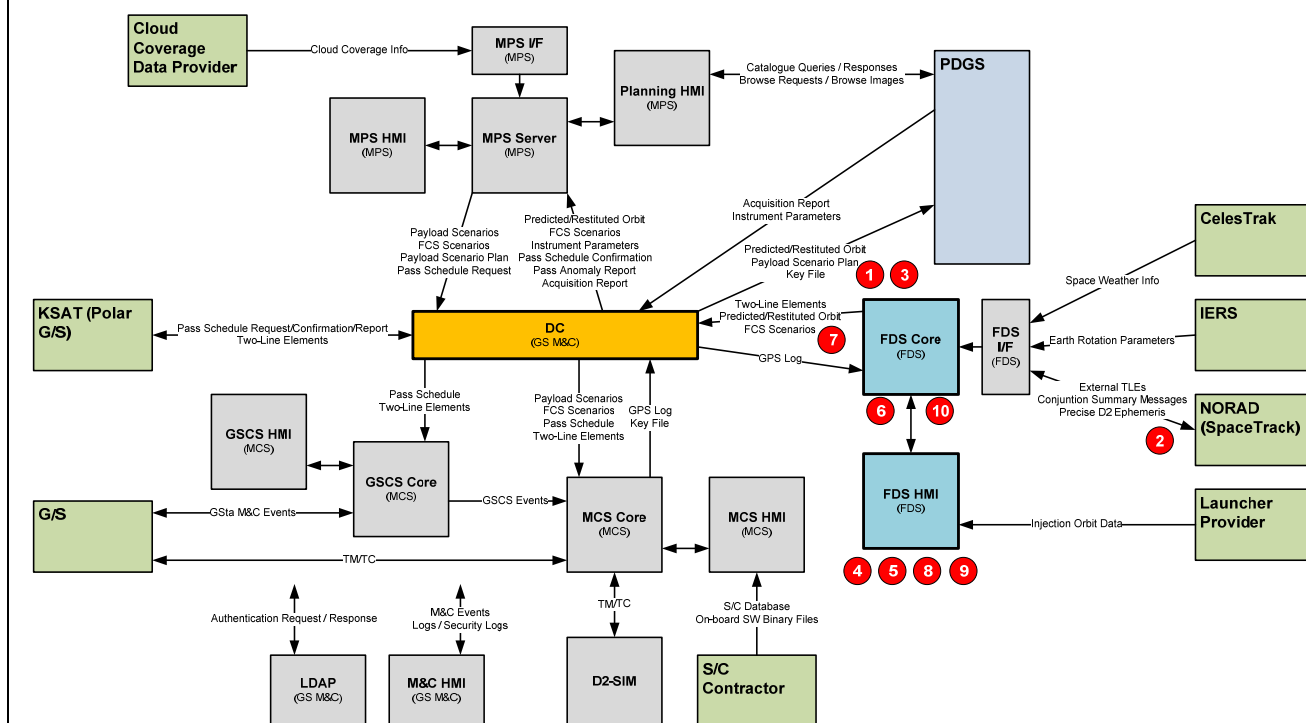 Cloud
Coverage
Data Provider
Cloud Coverage Info
MPS I/F
(MPS)
Planning HMI
(MPS)
Catalogue Queries / Responses
Browse Requests / Browse Images
PDGS
MPS HMI
(MPS)
MPS Server
(MPS)
Payload Scenarios
FCS Scenarios
Payload Scenario Plan
Pass Schedule Request
Predicted/Restituted Orbit
FCS Scenarios
Instrument Parameters
Pass Schedule Confirmation
Pass Anomaly Report
Acquisition Report
Acquisition Report
Instrument Parameters
Predicted/Restituted Orbit
Payload Scenario Plan
Key File
1
3
CelesTrak
Space Weather Info
KSAT (Polar
G/S)
Pass Schedule Request/Confirmation/Report
Two-Line Elements
DC
(GS M&C)
Two-Line Elements
Predicted/Restituted Orbit
FCS Scenarios
7
GPS Log
FDS Core
(FDS)
FDS
I/F
(FDS)
IERS
Earth Rotation Parameters
6
10
External TLEs
Conjuntion Summary Messages
Precise D2 Ephemeris
2
NORAD
(SpaceTrack)
Pass Schedule
Two-Line Elements
Payload Scenarios
FCS Scenarios
Pass Schedule
Two-Line Elements
GPS Log
Key File
GSCS HMI
(MCS)
GSCS Core
(MCS)
GSCS Events
MCS Core
(MCS)
MCS HMI
(MCS)
FDS HMI
(FDS)
Injection Orbit Data
Launcher
Provider
G/S
GSta M&C Events
TM/TC
4
5
8
9
Authentication Request / Response
M&C Events
Logs / Security Logs
TM/TC
S/C Database
On-board SW Binary Files
LDAP
(GS M&C)
M&C HMI
(GS M&C)
D2-SIM
S/C
Contractor